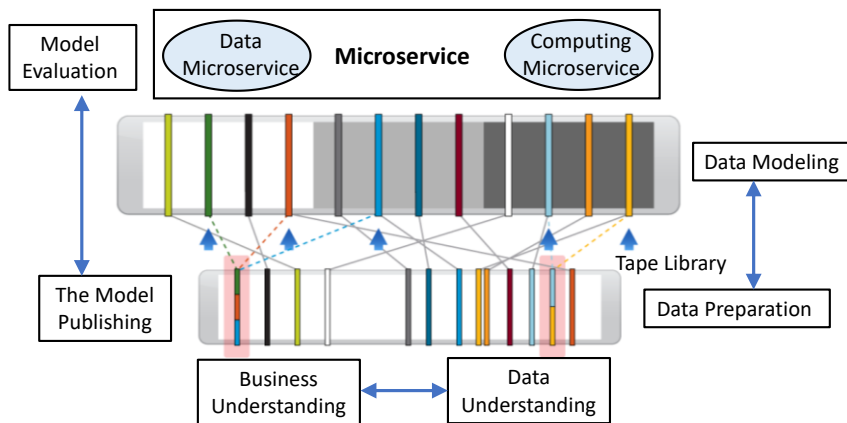 Model
Evaluation
Data
Microservice
Microservice
Computing
Microservice
Data Modeling
Tape Library
The Model
Publishing
Data Preparation
Business
Understanding
Data
Understanding